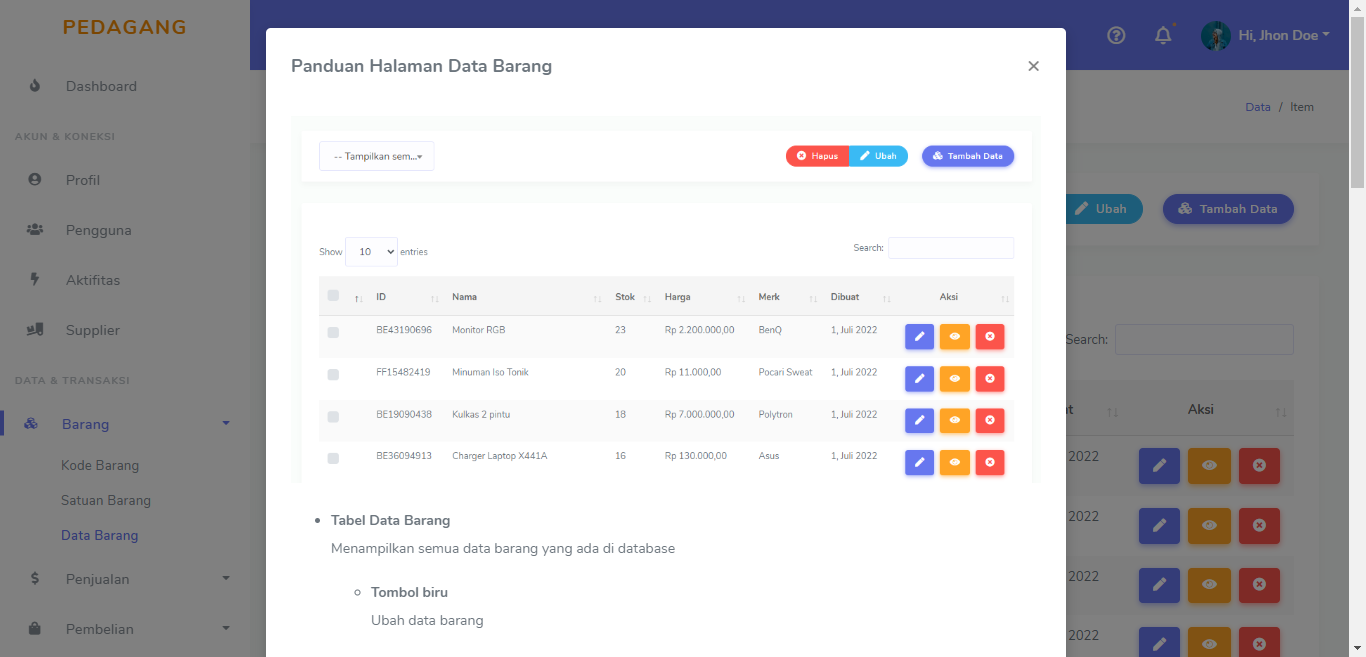 PEDAGANG
Dashboard
AKUN & KONEKSI
Profil
Pengguna
Aktifitas
Supplier
DATA & TRANSAKSI
Barang
Kode Barang
Satuan Barang
Data Barang
Penjualan
Pembelian
Hi, Jhon Doe
Data / Item
Ubah Tambah Data
Search:
Aksi
2022
2022
2022
2022
Panduan Halaman Data Barang ×
-- Tampilkan sem... Hapus Ubah Tambah Data
Show 10 entries Search:
ID Nama Stok Harga Merk Dibuat Aksi
BE43190696 Monitor RGB 23 Rp 2.200.000,00 BenQ 1, Juli 2022
FF15482419 Minuman Iso Tonik 20 Rp 11.000,00 Pocari Sweat 1, Juli 2022
BE19090438 Kulkas 2 pintu 18 Rp 7.000.000,00 Polytron 1, Juli 2022
BE36094913 Charger Laptop X441A 16 Rp 130.000,00 Asus 1, Juli 2022
• Tabel Data Barang
Menampilkan semua data barang yang ada di database
◦ Tombol biru
Ubah data barang